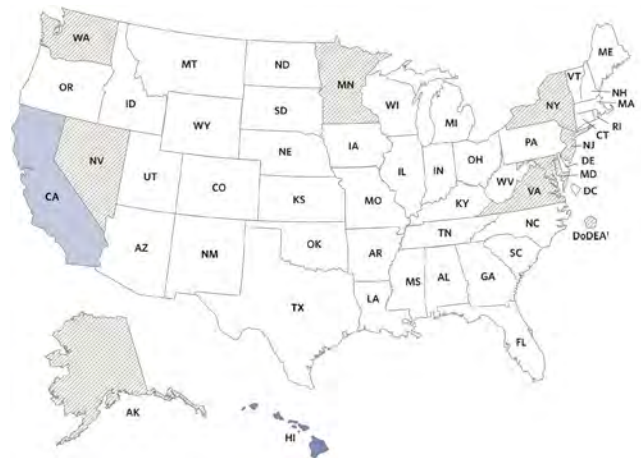 WA
MT
ND
MN
ME
VT
NH
MA
OR
ID
SD
WI
NY
RI
CT
WY
MI
NJ
PA
IA
NE
DE
OH
MD
NV
IL
IN
WV
DC
UT
VA
CA
CO
KS
MO
KY
DoDEA¹
NC
TN
OK
AZ
NM
AR
SC
MS
AL
GA
LA
TX
FL
AK
HI